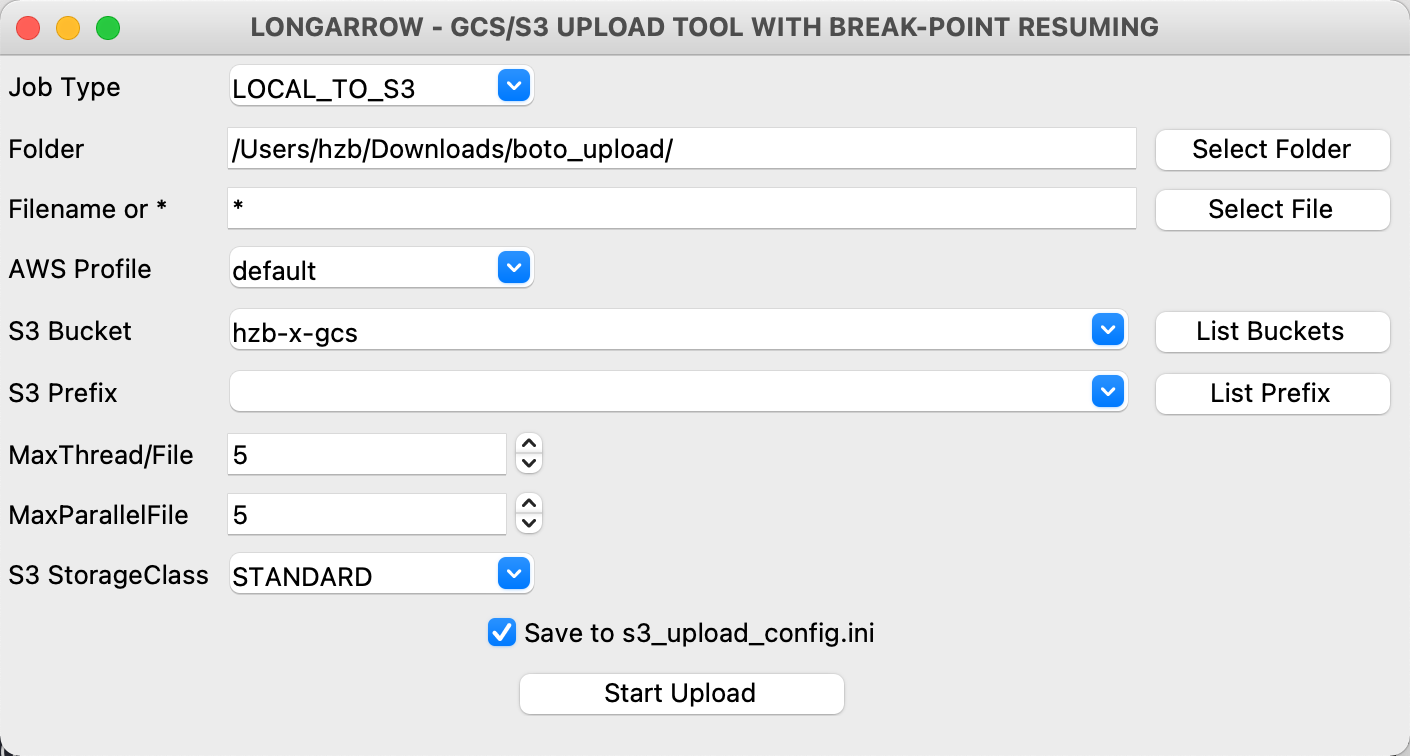 LONGARROW - GCS/S3 UPLOAD TOOL WITH BREAK-POINT RESUMING
Job Type LOCAL_TO_S3
Folder /Users/hzb/Downloads/boto_upload/ Select Folder
Filename or * * Select File
AWS Profile default
S3 Bucket hzb-x-gcs List Buckets
S3 Prefix List Prefix
MaxThread/File 5
MaxParallelFile 5
S3 StorageClass STANDARD
Save to s3_upload_config.ini
Start Upload